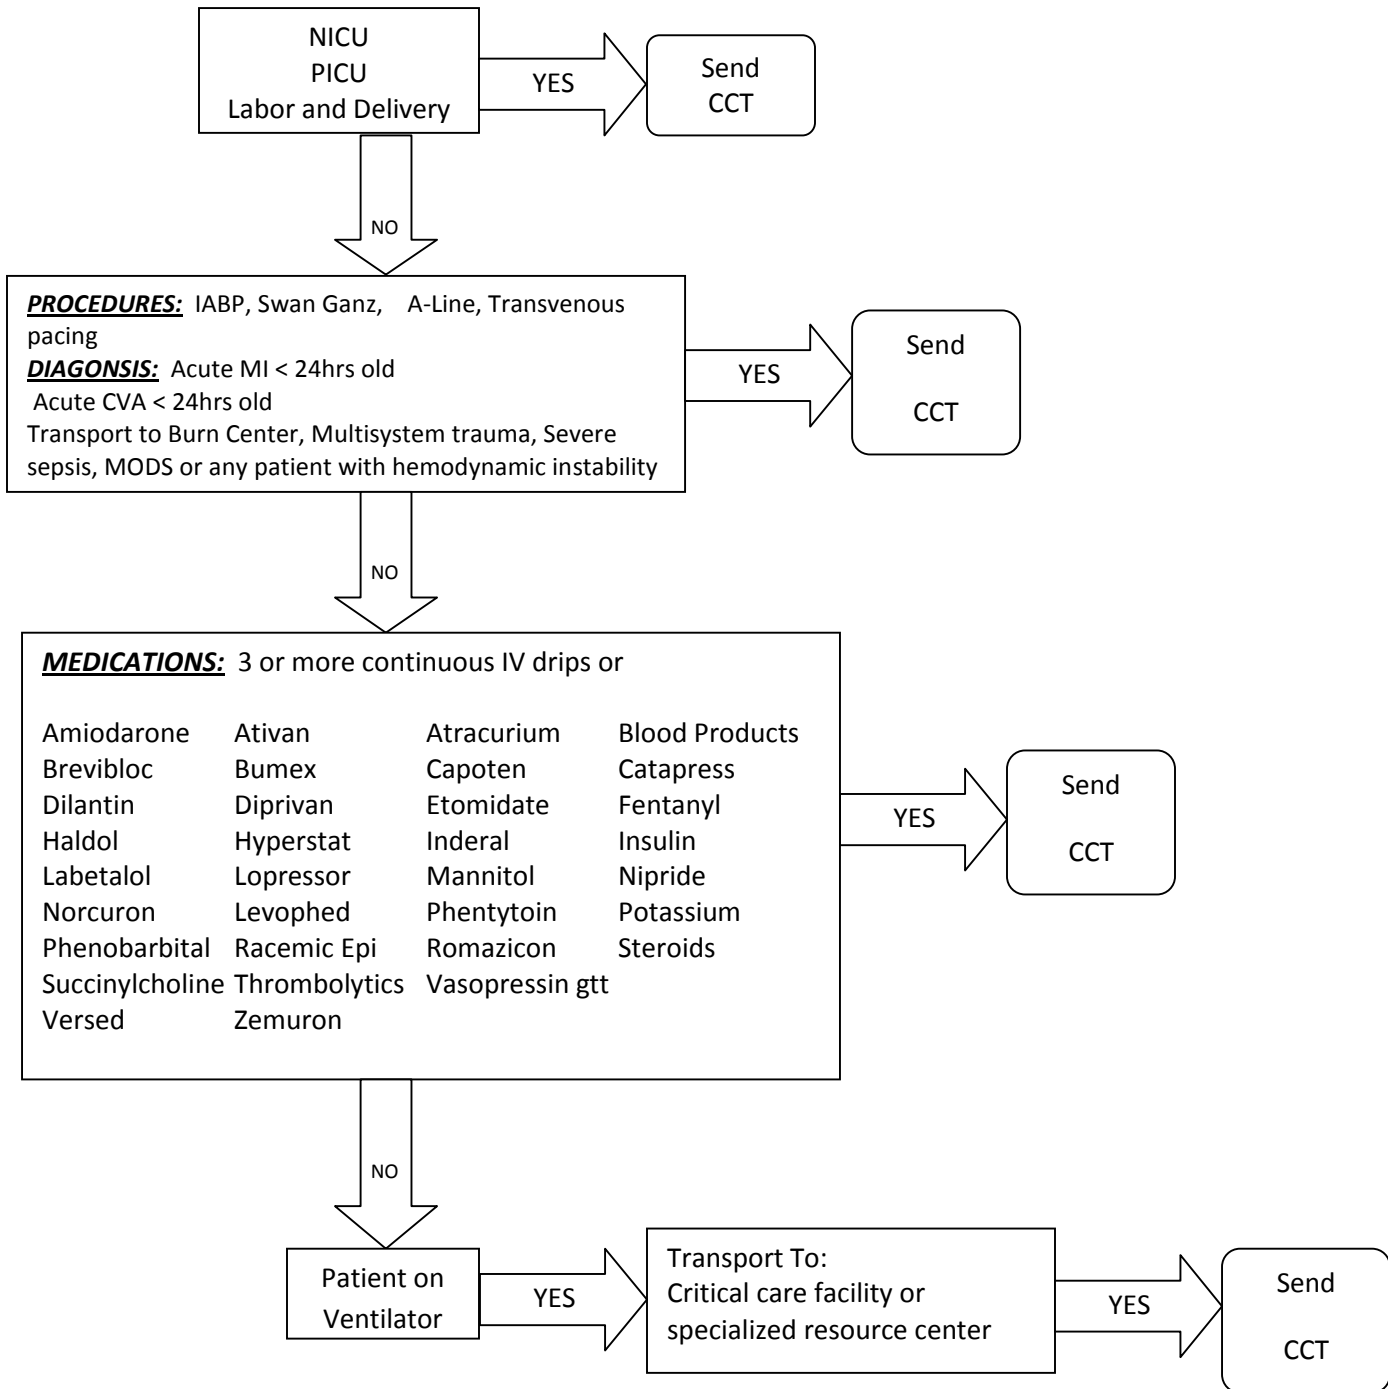 NICU
PICU
Labor and Delivery
YES
Send
CCT
NO
PROCEDURES: IABP, Swan Ganz, A-Line, Transvenous
pacing
DIAGONSIS: Acute MI < 24hrs old
Acute CVA < 24hrs old
Transport to Burn Center, Multisystem trauma, Severe
sepsis, MODS or any patient with hemodynamic instability
YES
Send
CCT
NO
MEDICATIONS: 3 or more continuous IV drips or
Amiodarone Ativan Atracurium Blood Products
Brevibloc Bumex Capoten Catapress
Dilantin Diprivan Etomidate Fentanyl
Haldol Hyperstat Inderal Insulin
Labetalol Lopressor Mannitol Nipride
Norcuron Levophed Phentytoin Potassium
Phenobarbital Racemic Epi Romazicon Steroids
Succinylcholine Thrombolytics Vasopressin gtt
Versed Zemuron
YES
Send
CCT
NO
Patient on
Ventilator
YES
Transport To:
Critical care facility or
specialized resource center
YES
Send
CCT